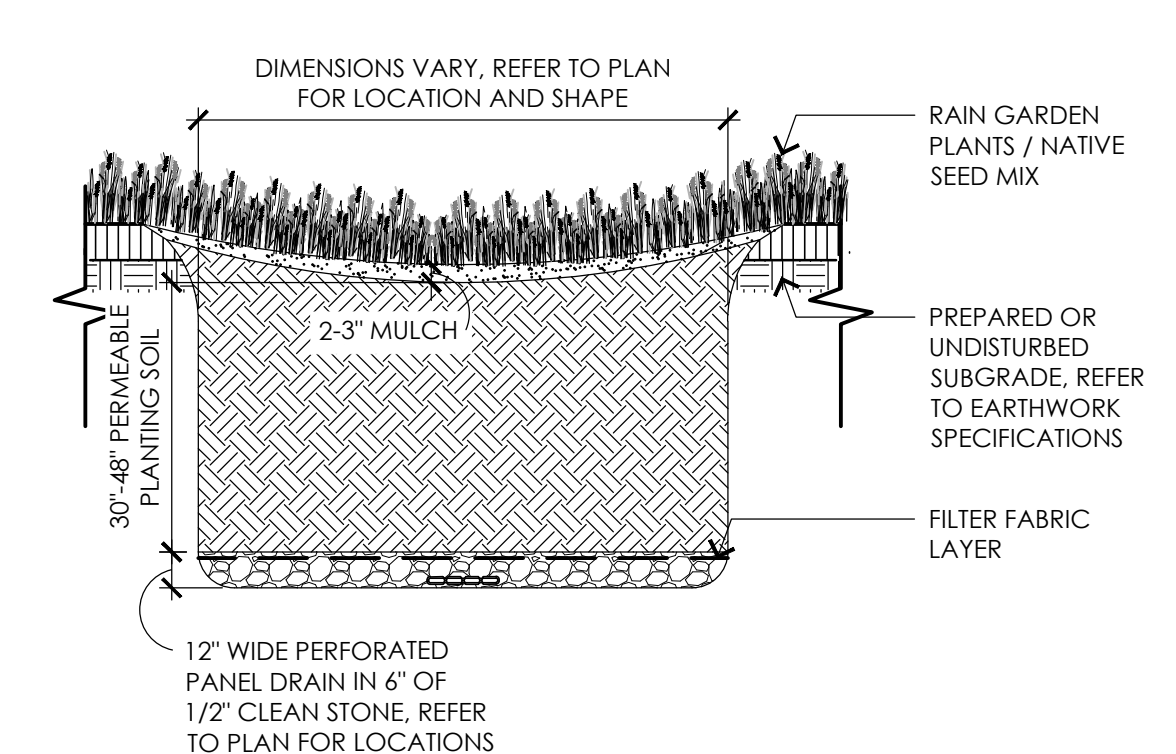 DIMENSIONS VARY, REFER TO PLAN
FOR LOCATION AND SHAPE
RAIN GARDEN
PLANTS / NATIVE
SEED MIX
2-3" MULCH
30"-48" PERMEABLE
PLANTING SOIL
PREPARED OR
UNDISTURBED
SUBGRADE, REFER
TO EARTHWORK
SPECIFICATIONS
FILTER FABRIC
LAYER
12" WIDE PERFORATED
PANEL DRAIN IN 6" OF
1/2" CLEAN STONE, REFER
TO PLAN FOR LOCATIONS